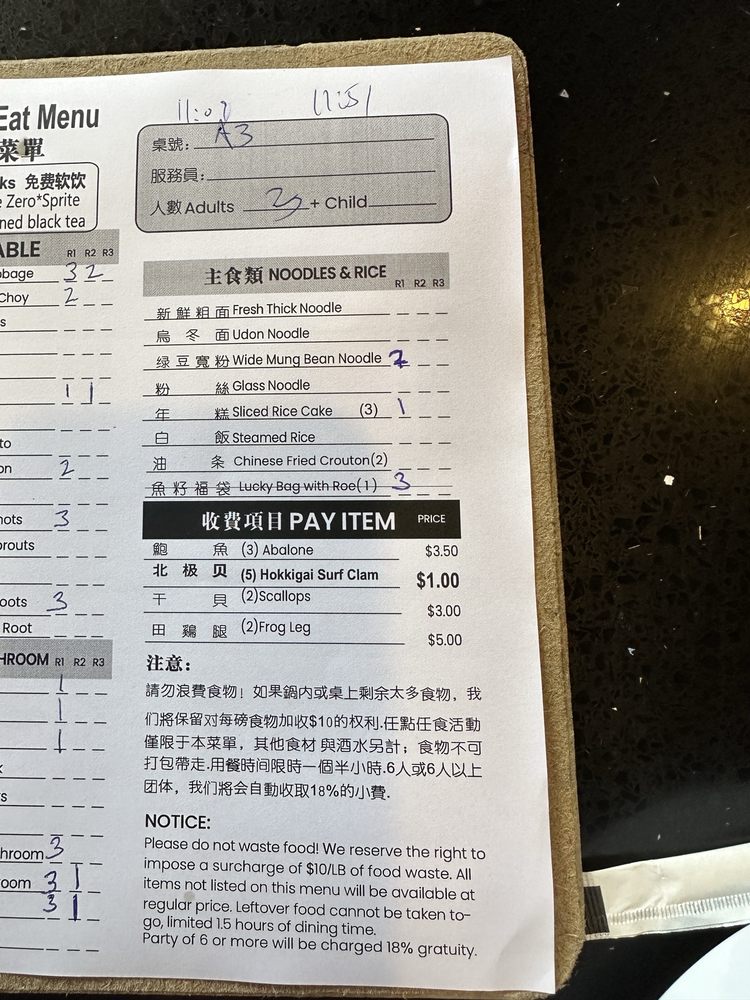 11:02 11:51
Eat Menu
菜單
ks 免费软饮
Zero*Sprite
ned black tea
桌號: A3
服務員:
人數 Adults + Child
ABLE R1 R2 R3
bbage 3 2
Choy 2
s
1 1
to
on 2
nots 3
prouts
oots 3
Root
HROOM R1 R2 R3
1
1
1
k
rs
hroom 3
oom 3 1
3 1
主食類 NOODLES & RICE R1 R2 R3
新鮮粗面 Fresh Thick Noodle
烏冬面 Udon Noodle
绿豆寬粉 Wide Mung Bean Noodle 2
粉絲 Glass Noodle
年糕 Sliced Rice Cake (3) 1
白飯 Steamed Rice
油条 Chinese Fried Crouton(2)
魚籽福袋 Lucky Bag with Roe(1) 3
收費項目 PAY ITEM PRICE
鮑魚 (3) Abalone $3.50
北极贝 (5) Hokkigai Surf Clam $1.00
干貝 (2)Scallops $3.00
田鷄腿 (2)Frog Leg $5.00
注意:
請勿浪費食物! 如果鍋内或桌上剩余太多食物，我
们將保留对每磅食物加收$10的权利.任點任食活動
僅限于本菜單，其他食材與酒水另計；食物不可
打包帶走.用餐時间限時一個半小時.6人或6人以上
团体，我们將会自動收取18%的小費.
NOTICE:
Please do not waste food! We reserve the right to
impose a surcharge of $10/LB of food waste. All
items not listed on this menu will be available at
regular price. Leftover food cannot be taken to-
go, limited 1.5 hours of dining time.
Party of 6 or more will be charged 18% gratuity.